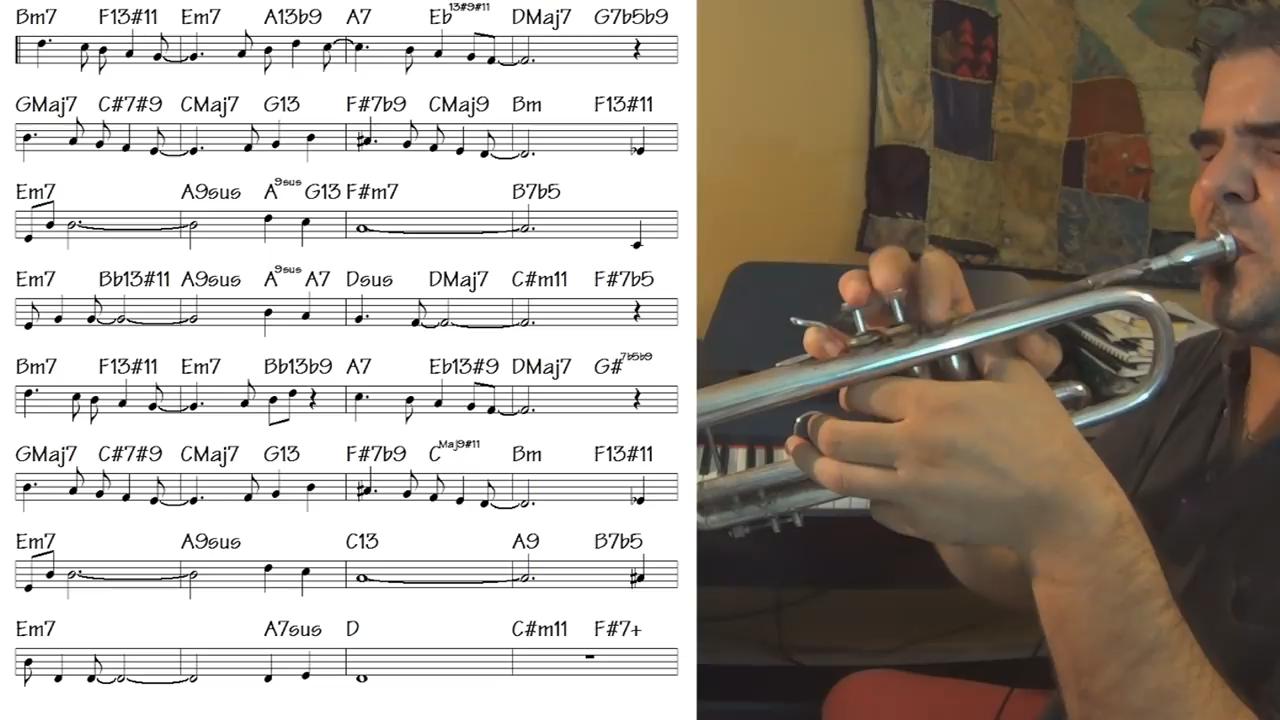 Bm7 F13#11 Em7 A13b9 A7 Eb13#9#11 DMaj7 G7b5b9
GMaj7 C#7#9 CMaj7 G13 F#7b9 CMaj9 Bm F13#11
Em7 A9sus A9sus G13 F#m7 B7b5
Em7 Bb13#11 A9sus A9sus A7 Dsus DMaj7 C#m11 F#7b5
Bm7 F13#11 Em7 Bb13b9 A7 Eb13#9 DMaj7 G#7b5b9
GMaj7 C#7#9 CMaj7 G13 F#7b9 CMaj9#11 Bm F13#11
Em7 A9sus C13 A9 B7b5
Em7 A7sus D C#m11 F#7+